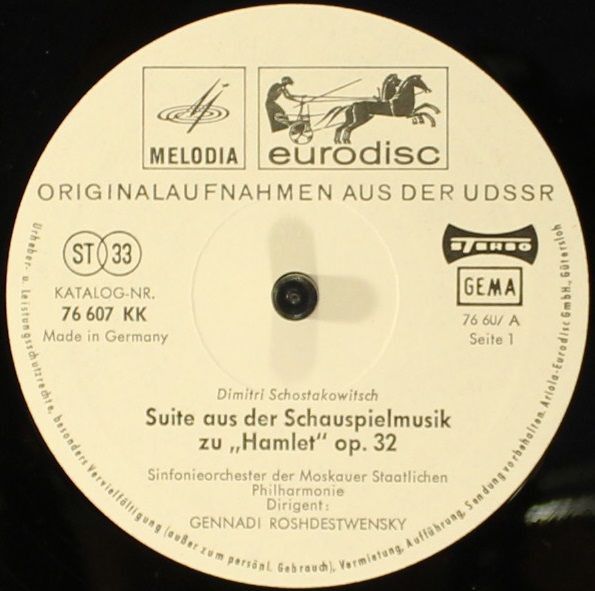 MELODIA
eurodisc
ORIGINALAUFNAHMEN AUS DER UDSSR
ST 33
STEREO
KATALOG-NR.
76 607 KK
Made in Germany
GEMA
76 607 A
Seite 1
Dimitri Schostakowitsch
Suite aus der Schauspielmusik
zu „Hamlet" op. 32
Sinfonieorchester der Moskauer Staatlichen
Philharmonie
Dirigent:
GENNADI ROSHDESTWENSKY
Urheber- u. Leistungsschutzrechte, besonders Vervielfältigung (außer zum persönl. Gebrauch), Vermietung, Aufführung, Sendung vorbehalten. Ariola-Eurodisc GmbH., Gütersloh